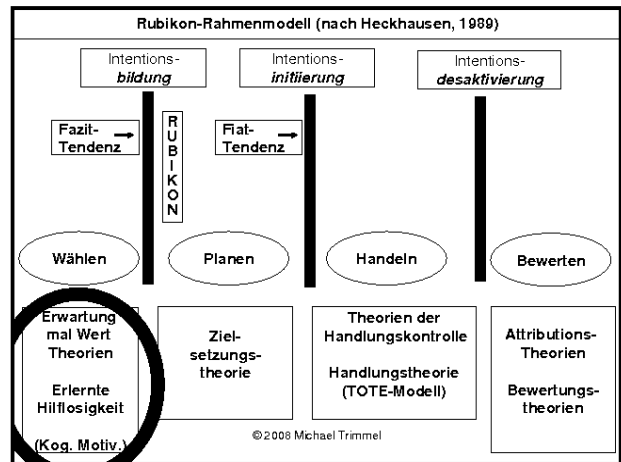 Rubikon-Rahmenmodell (nach Heckhausen, 1989)
Intentions-
bildung
Intentions-
initiierung
Intentions-
desaktivierung
Fazit-
Tendenz
RUBIKON
Fiat-
Tendenz
Wählen
Planen
Handeln
Bewerten
Erwartung
mal Wert
Theorien
Erlernte
Hilflosigkeit
(Kog. Motiv.)
Ziel-
setzungs-
theorie
Theorien der
Handlungskontrolle
Handlungstheorie
(TOTE-Modell)
Attributions-
Theorien
Bewertungs-
theorien
©2008 Michael Trimmel